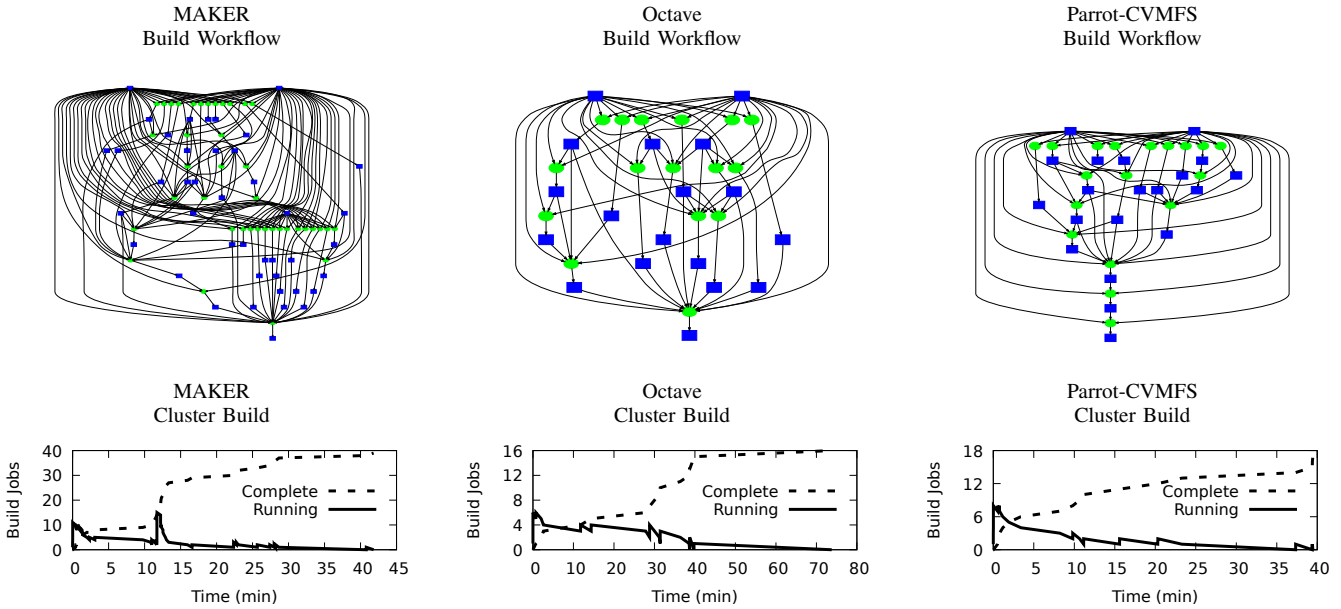 MAKER
Build Workflow
Octave
Build Workflow
Parrot-CVMFS
Build Workflow
MAKER
Cluster Build
Build Jobs
40
30
20
10
0
Complete
Running
0 5 10 15 20 25 30 35 40 45
Time (min)
Octave
Cluster Build
Build Jobs
16
12
8
4
0
Complete
Running
0 10 20 30 40 50 60 70 80
Time (min)
Parrot-CVMFS
Cluster Build
Build Jobs
18
12
6
0
Complete
Running
0 5 10 15 20 25 30 35 40
Time (min)